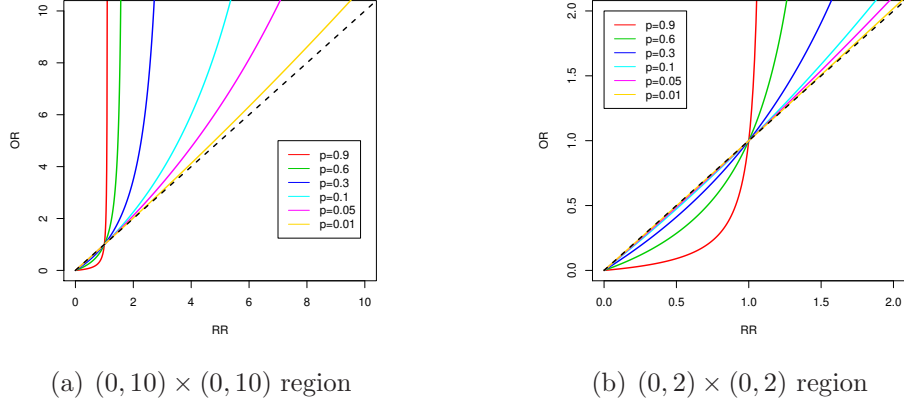 10
8
6
4
2
0
OR
p=0.9
p=0.6
p=0.3
p=0.1
p=0.05
p=0.01
0 2 4 6 8 10
RR
(a) (0, 10) × (0, 10) region
2.0
1.5
1.0
0.5
0.0
OR
p=0.9
p=0.6
p=0.3
p=0.1
p=0.05
p=0.01
0.0 0.5 1.0 1.5 2.0
RR
(b) (0, 2) × (0, 2) region